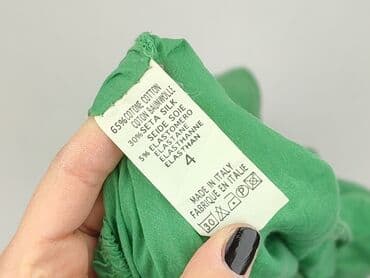 65%COTONE COTTON
COTON BAUMWOLLE
30%SETA SILK
SEIDE SOIE
5% ELASTOMERO
ELASTANE
ELASTHANNE
ELASTHAN
4
MADE IN ITALY
FABRIQUE EN ITALIE
30 P